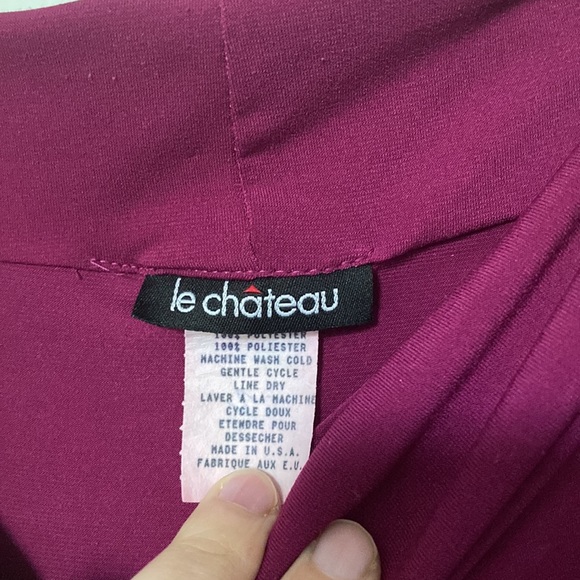 le château
100% POLYESTER
100% POLIESTER
MACHINE WASH COLD
GENTLE CYCLE
LINE DRY
LAVER A LA MACHINE
CYCLE DOUX
ETENDRE POUR
DESSECHER
MADE IN U.S.A.
FABRIQUE AUX E.U.